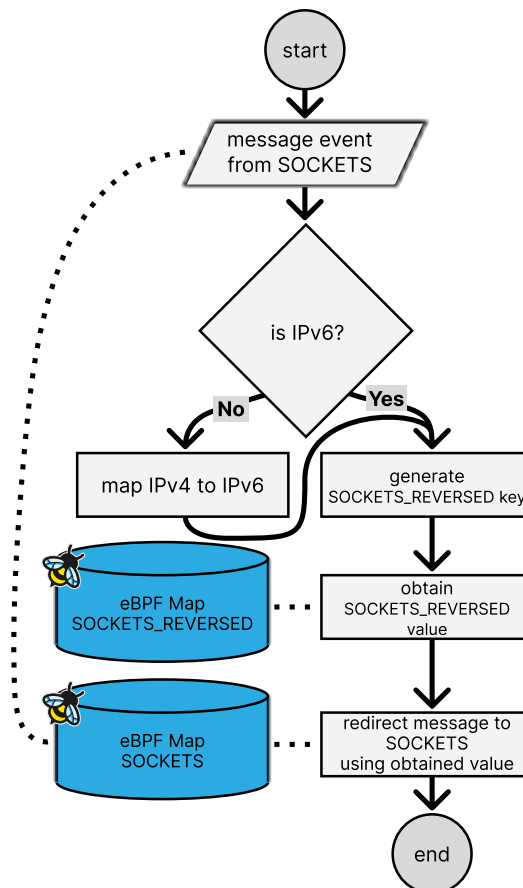 start
message event
from SOCKETS
is IPv6?
No
Yes
map IPv4 to IPv6
generate
SOCKETS_REVERSED key
eBPF Map
SOCKETS_REVERSED
obtain
SOCKETS_REVERSED
value
eBPF Map
SOCKETS
redirect message to
SOCKETS
using obtained value
end